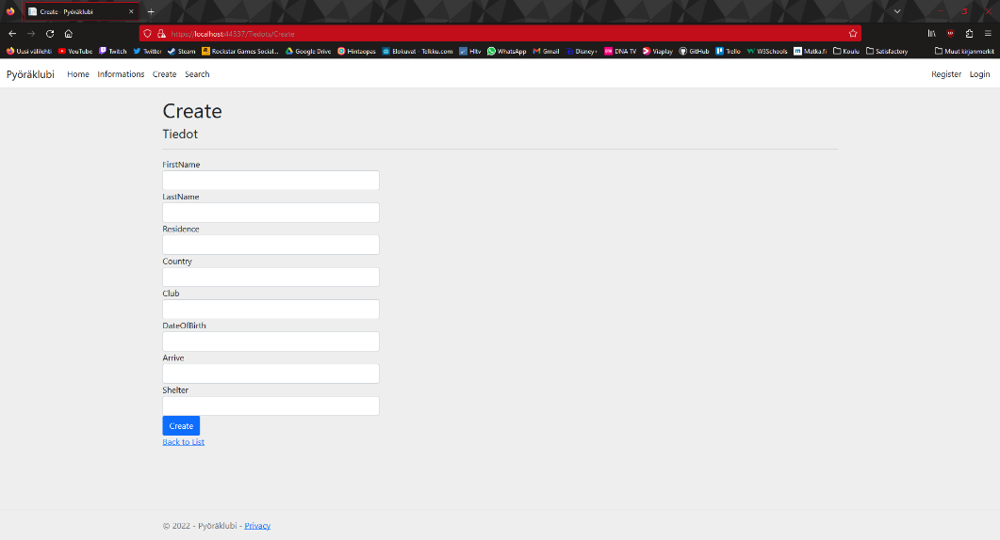 Create - Pyöräklubi
https://localhost:44337/Tiedots/Create
Uusi välilehti YouTube Twitch Twitter Steam Rockstar Games Social... Google Drive Hintaopas Elokuvat - Telkku.com Hltv WhatsApp Gmail Disney+ DNA TV Viaplay GitHub Trello W3Schools Matka.fi Koulu Satisfactory Muut kirjanmerkit
Pyöräklubi Home Informations Create Search Register Login
Create
Tiedot
FirstName
LastName
Residence
Country
Club
DateOfBirth
Arrive
Shelter
Create
Back to List
© 2022 - Pyöräklubi - Privacy